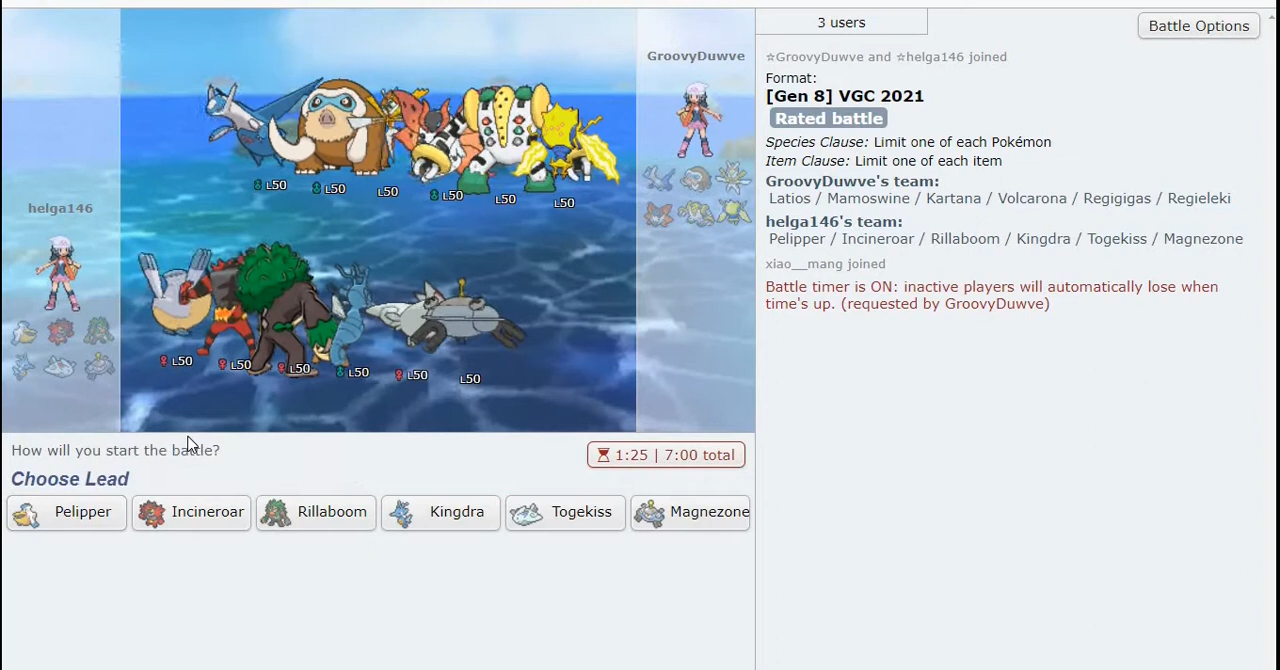 3 users
Battle Options
GroovyDuwve
☆GroovyDuwve and ☆helga146 joined
Format:
[Gen 8] VGC 2021
Rated battle
Species Clause: Limit one of each Pokémon
Item Clause: Limit one of each item
GroovyDuwve's team:
Latios / Mamoswine / Kartana / Volcarona / Regigigas / Regieleki
helga146's team:
Pelipper / Incineroar / Rillaboom / Kingdra / Togekiss / Magnezone
xiao__mang joined
Battle timer is ON: inactive players will automatically lose when
time's up. (requested by GroovyDuwve)
L50 L50 L50 L50 L50 L50
helga146
L50 L50 L50 L50 L50 L50
How will you start the battle?
1:25 | 7:00 total
Choose Lead
Pelipper Incineroar Rillaboom Kingdra Togekiss Magnezone